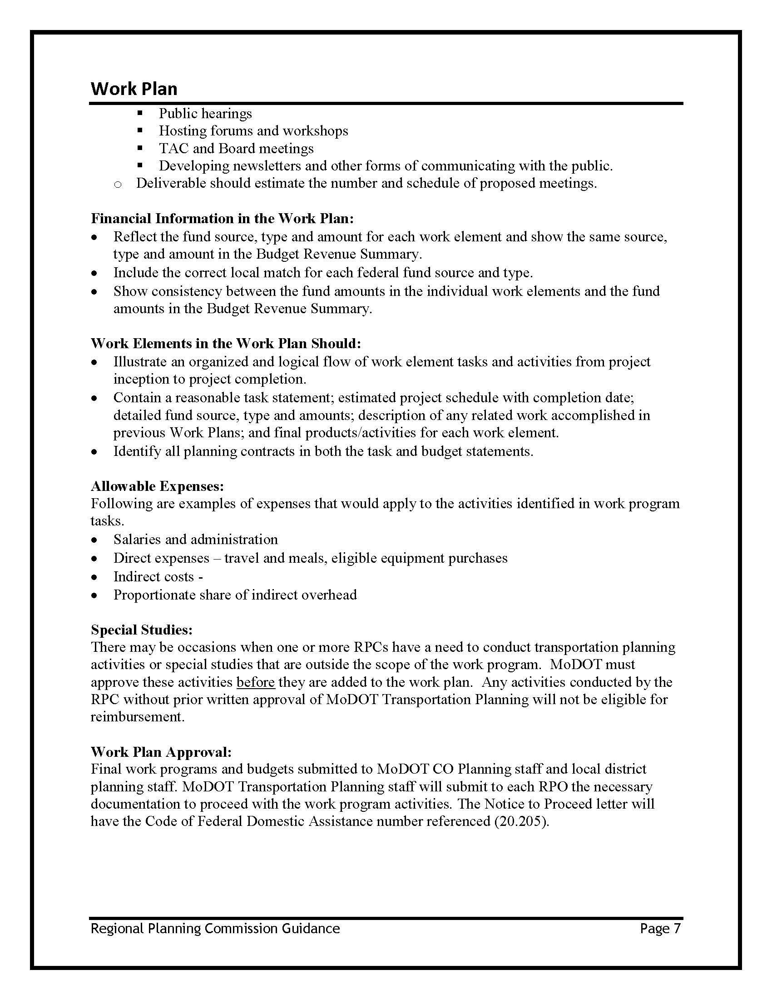 Work Plan
▪ Public hearings
▪ Hosting forums and workshops
▪ TAC and Board meetings
▪ Developing newsletters and other forms of communicating with the public.
o Deliverable should estimate the number and schedule of proposed meetings.
Financial Information in the Work Plan:
• Reflect the fund source, type and amount for each work element and show the same source,
type and amount in the Budget Revenue Summary.
• Include the correct local match for each federal fund source and type.
• Show consistency between the fund amounts in the individual work elements and the fund
amounts in the Budget Revenue Summary.
Work Elements in the Work Plan Should:
• Illustrate an organized and logical flow of work element tasks and activities from project
inception to project completion.
• Contain a reasonable task statement; estimated project schedule with completion date;
detailed fund source, type and amounts; description of any related work accomplished in
previous Work Plans; and final products/activities for each work element.
• Identify all planning contracts in both the task and budget statements.
Allowable Expenses:
Following are examples of expenses that would apply to the activities identified in work program
tasks.
• Salaries and administration
• Direct expenses – travel and meals, eligible equipment purchases
• Indirect costs -
• Proportionate share of indirect overhead
Special Studies:
There may be occasions when one or more RPCs have a need to conduct transportation planning
activities or special studies that are outside the scope of the work program.  MoDOT must
approve these activities before they are added to the work plan.  Any activities conducted by the
RPC without prior written approval of MoDOT Transportation Planning will not be eligible for
reimbursement.
Work Plan Approval:
Final work programs and budgets submitted to MoDOT CO Planning staff and local district
planning staff. MoDOT Transportation Planning staff will submit to each RPO the necessary
documentation to proceed with the work program activities. The Notice to Proceed letter will
have the Code of Federal Domestic Assistance number referenced (20.205).
Regional Planning Commission Guidance Page 7